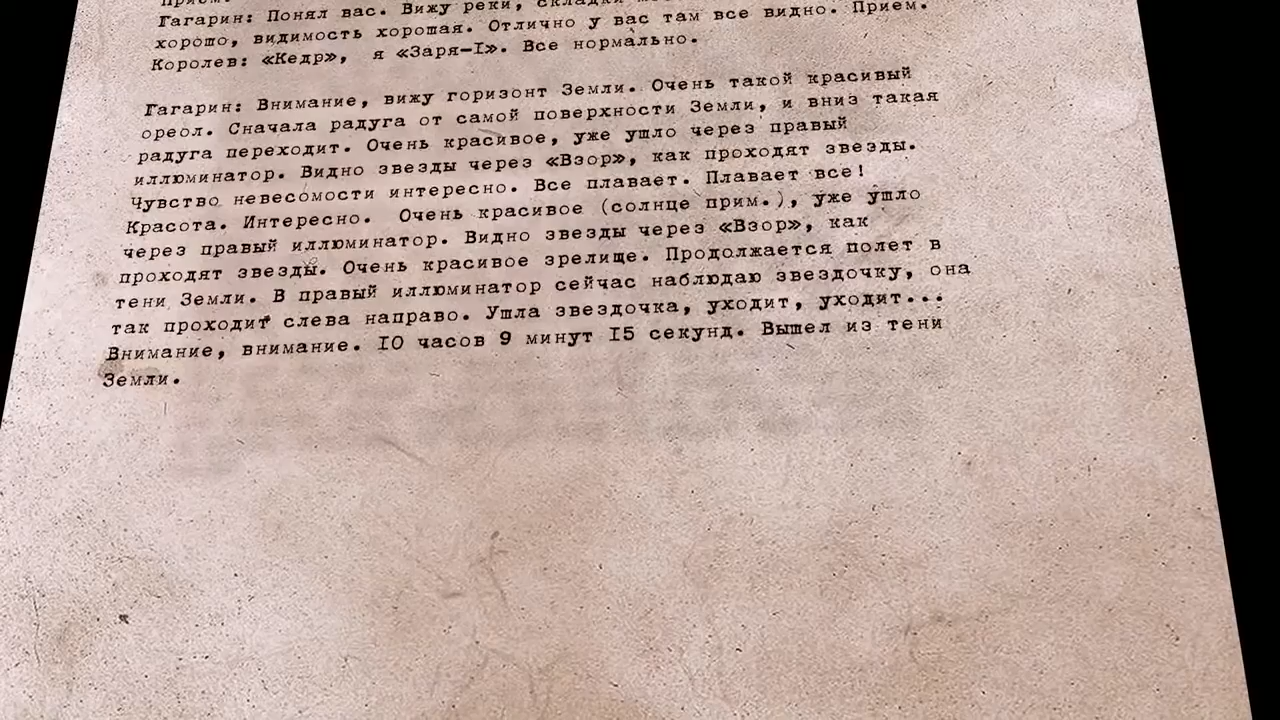 Прием.
Гагарин: Понял вас. Вижу реки, складки
хорошо, видимость хорошая. Отлично у вас там все видно. Прием.
Королев: «Кедр», я «Заря-I». Все нормально.
Гагарин: Внимание, вижу горизонт Земли. Очень такой красивый
ореол. Сначала радуга от самой поверхности Земли, и вниз такая
радуга переходит. Очень красивое, уже ушло через правый
иллюминатор. Видно звезды через «Взор», как проходят звезды.
Чувство невесомости интересно. Все плавает. Плавает все!
Красота. Интересно. Очень красивое (солнце прим.), уже ушло
через правый иллюминатор. Видно звезды через «Взор», как
проходят звезды. Очень красивое зрелище. Продолжается полет в
тени Земли. В правый иллюминатор сейчас наблюдаю звездочку, она
так проходит слева направо. Ушла звездочка, уходит, уходит...
Внимание, внимание. I0 часов 9 минут I5 секунд. Вышел из тени
Земли.